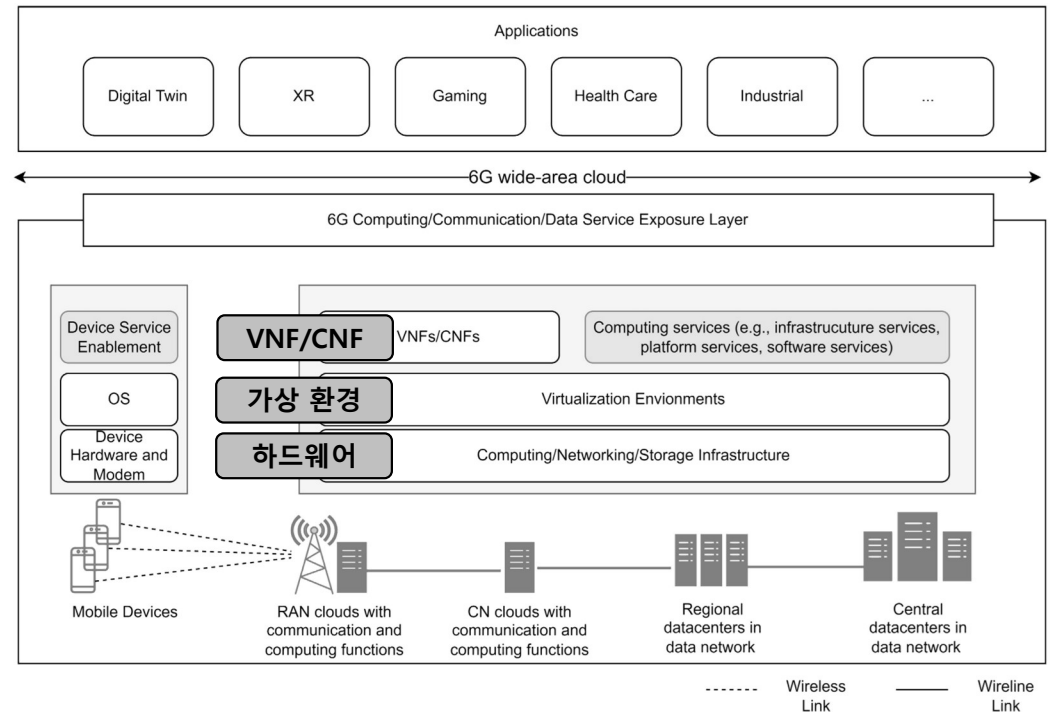 Applications
Digital Twin
XR
Gaming
Health Care
Industrial
...
6G wide-area cloud
6G Computing/Communication/Data Service Exposure Layer
Device Service
Enablement
VNF/CNF
VNFs/CNFs
Computing services (e.g., infrastrucuture services,
platform services, software services)
OS
가상 환경
Virtualization Envionments
Device
Hardware and
Modem
하드웨어
Computing/Networking/Storage Infrastructure
Mobile Devices
RAN clouds with
communication and
computing functions
CN clouds with
communication and
computing functions
Regional
datacenters in
data network
Central
datacenters in
data network
Wireless
Link
Wireline
Link